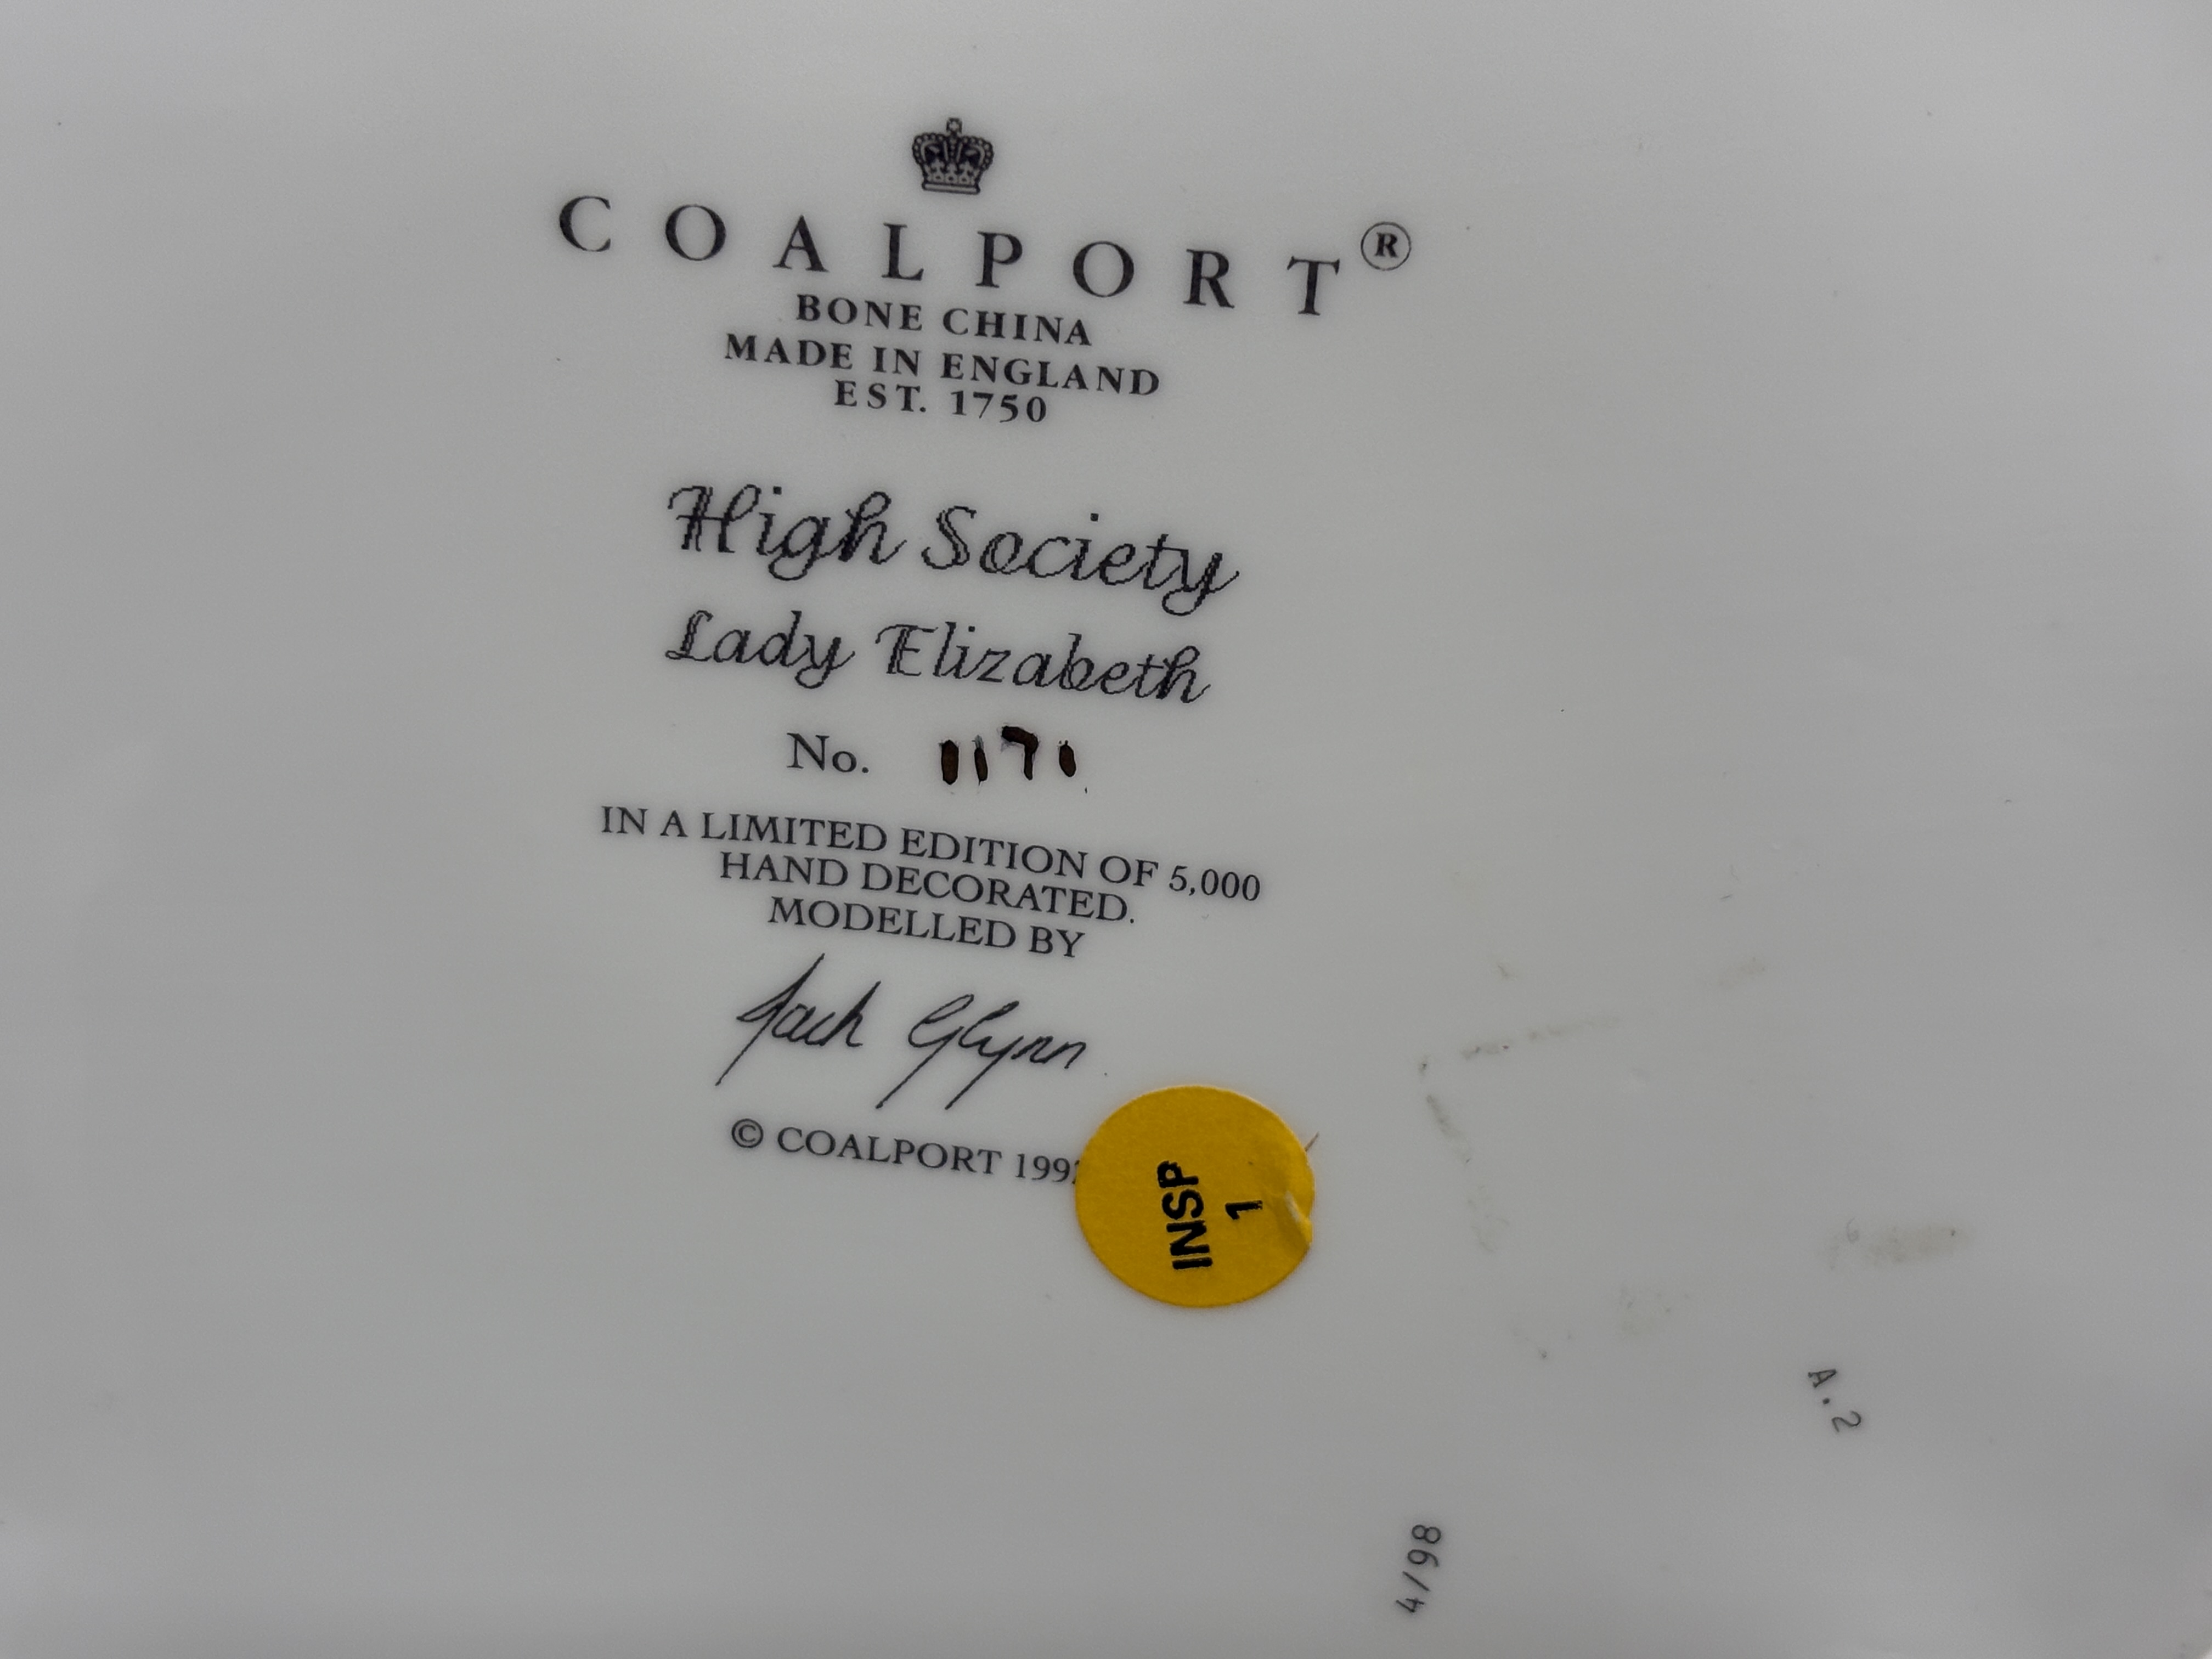 COALPORT®
BONE CHINA
MADE IN ENGLAND
EST. 1750
High Society
Lady Elizabeth
No. 1171
IN A LIMITED EDITION OF 5,000
HAND DECORATED.
MODELLED BY
Jack Glynn
© COALPORT
INSP
1
A.2
4/98